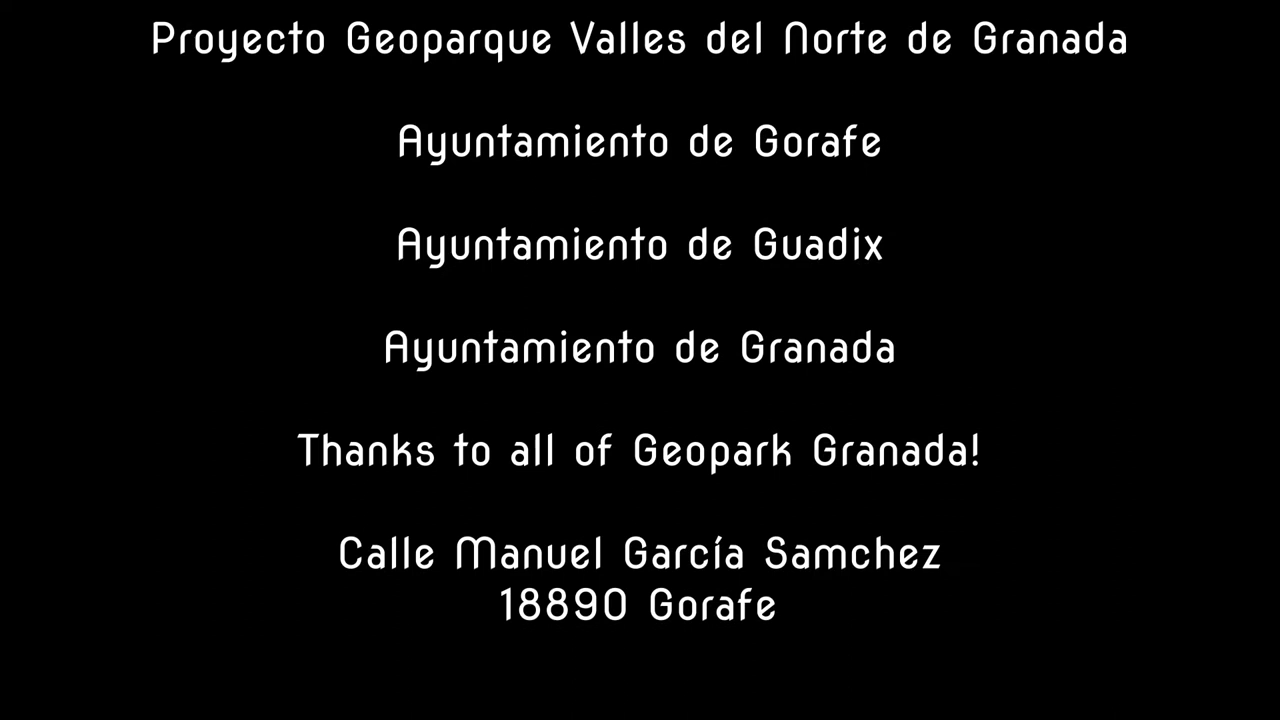 Proyecto Geoparque Valles del Norte de Granada
Ayuntamiento de Gorafe
Ayuntamiento de Guadix
Ayuntamiento de Granada
Thanks to all of Geopark Granada!
Calle Manuel García Samchez
18890 Gorafe